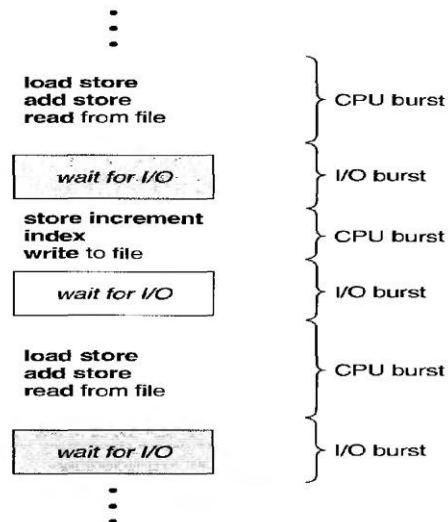 load store
add store
read from file
CPU burst
wait for I/O
I/O burst
store increment
index
write to file
CPU burst
wait for I/O
I/O burst
load store
add store
read from file
CPU burst
wait for I/O
I/O burst